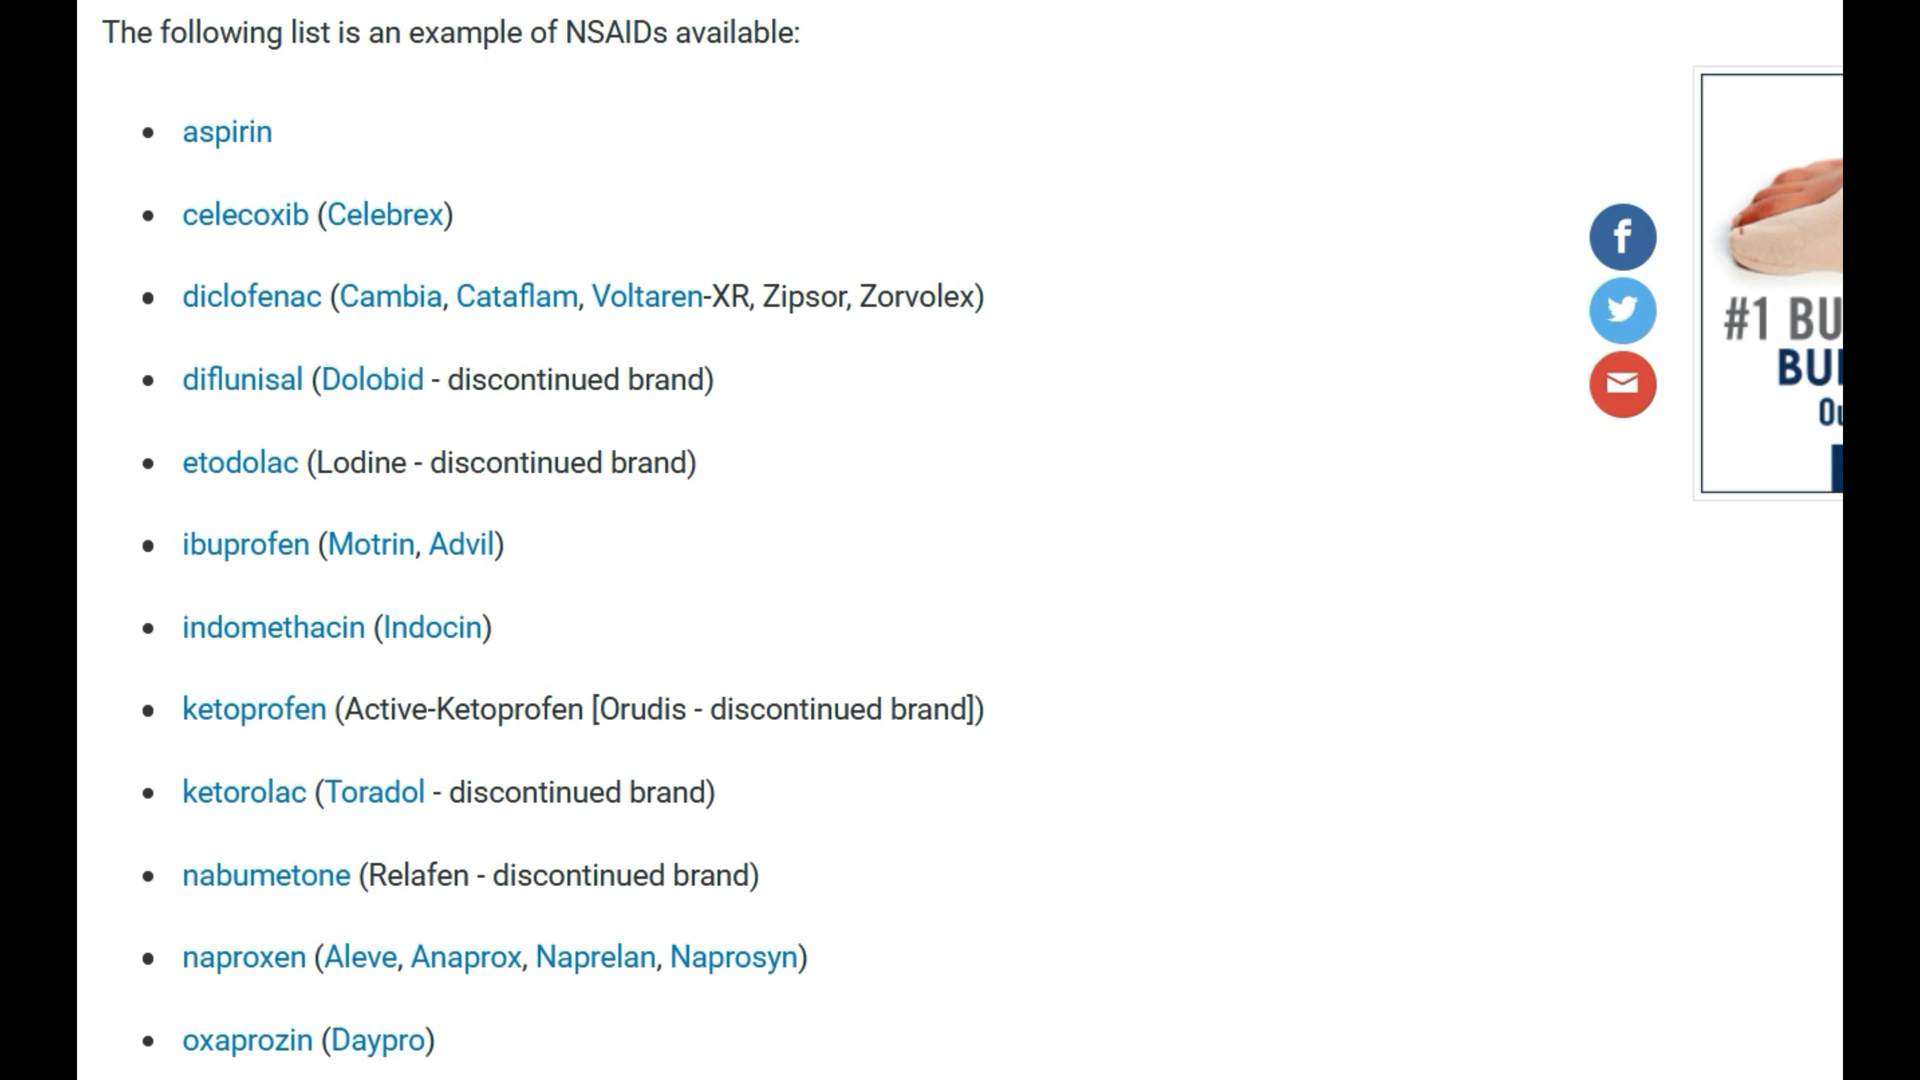 The following list is an example of NSAIDs available:
aspirin
celecoxib (Celebrex)
diclofenac (Cambia, Cataflam, Voltaren-XR, Zipsor, Zorvolex)
diflunisal (Dolobid - discontinued brand)
etodolac (Lodine - discontinued brand)
ibuprofen (Motrin, Advil)
indomethacin (Indocin)
ketoprofen (Active-Ketoprofen [Orudis - discontinued brand])
ketorolac (Toradol - discontinued brand)
nabumetone (Relafen - discontinued brand)
naproxen (Aleve, Anaprox, Naprelan, Naprosyn)
oxaprozin (Daypro)
f
#1 BU